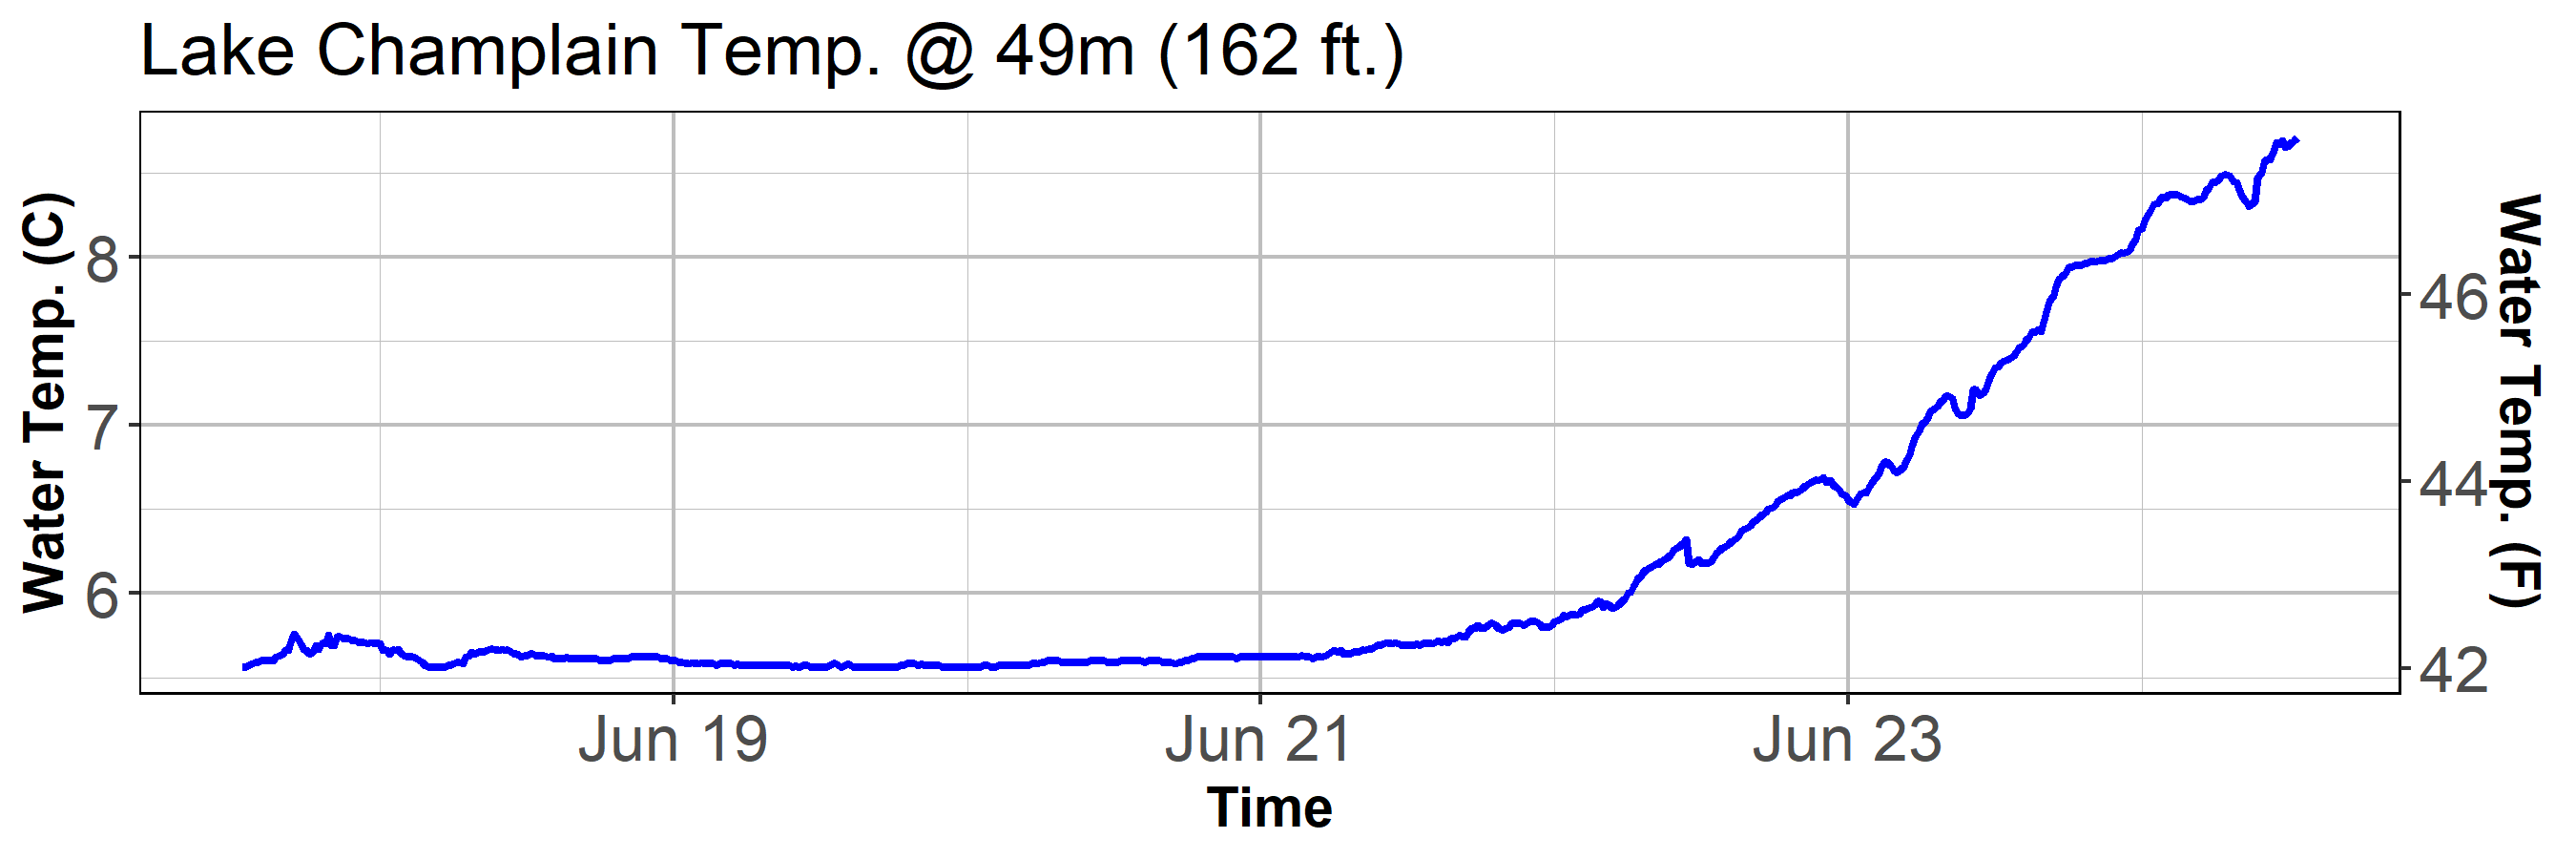 Lake Champlain Temp. @ 49m (162 ft.)
Water Temp. (C)
8
7
6
46
44
42
Water Temp. (F)
Jun 19
Jun 21
Jun 23
Time